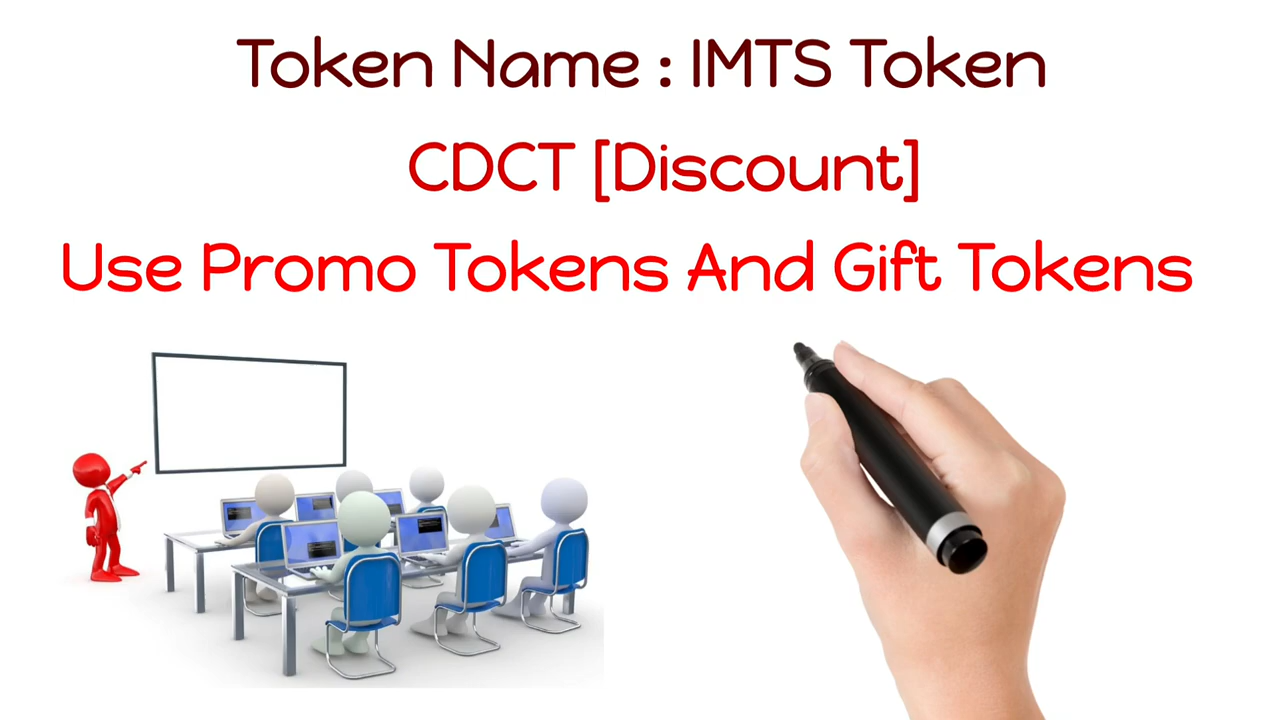 Token Name : IMTS Token
CDCT [Discount]
Use Promo Tokens And Gift Tokens